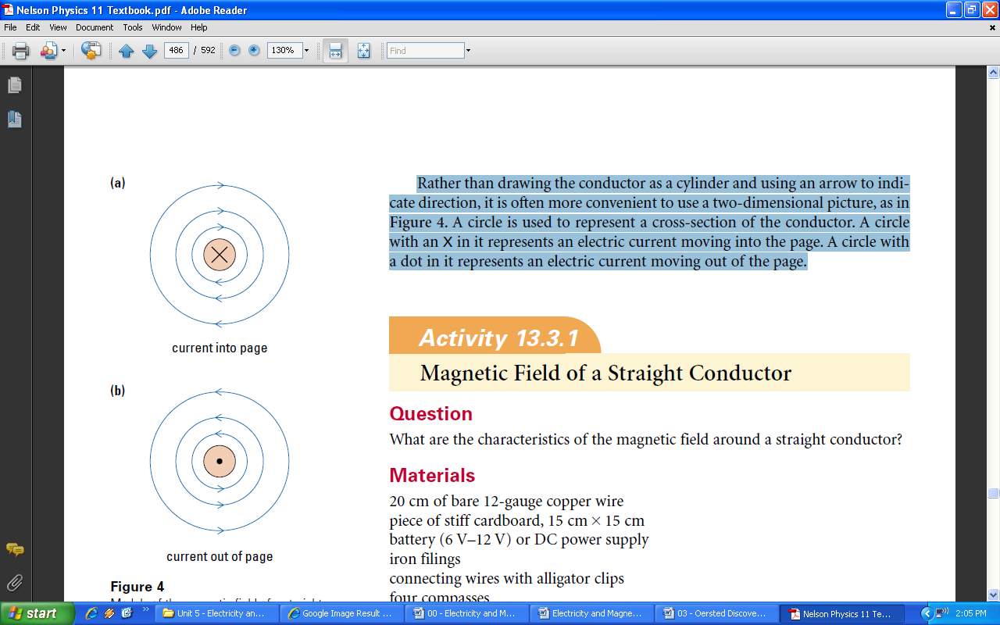 Nelson Physics 11 Textbook.pdf - Adobe Reader
File Edit View Document Tools Window Help
486 / 592 130% Find
(a)
current into page
(b)
current out of page
Figure 4
Rather than drawing the conductor as a cylinder and using an arrow to indi-
cate direction, it is often more convenient to use a two-dimensional picture, as in
Figure 4. A circle is used to represent a cross-section of the conductor. A circle
with an X in it represents an electric current moving into the page. A circle with
a dot in it represents an electric current moving out of the page.
Activity 13.3.1
Magnetic Field of a Straight Conductor
Question
What are the characteristics of the magnetic field around a straight conductor?
Materials
20 cm of bare 12-gauge copper wire
piece of stiff cardboard, 15 cm × 15 cm
battery (6 V–12 V) or DC power supply
iron filings
connecting wires with alligator clips
four compasses
start Unit 5 - Electricity an... Google Image Result ... 00 - Electricity and M... Electricity and Magne... 03 - Oersted Discove... Nelson Physics 11 Te... 2:05 PM